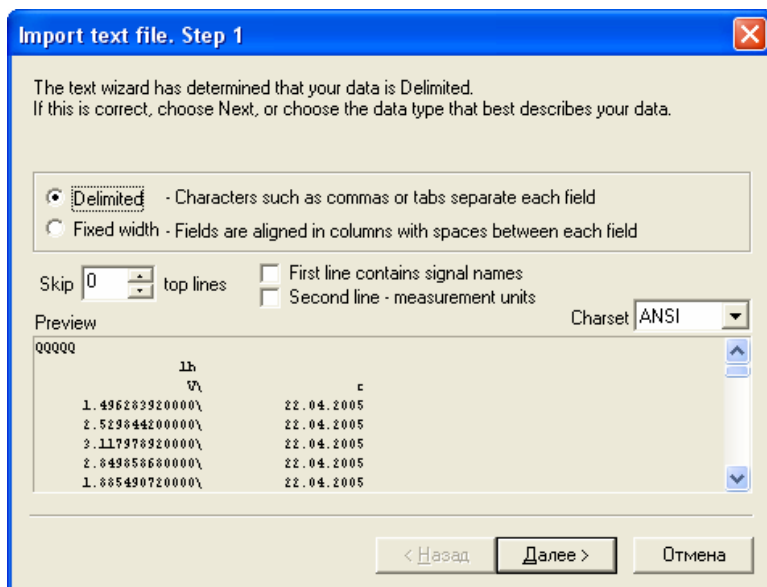 Import text file. Step 1
The text wizard has determined that your data is Delimited.
If this is correct, choose Next, or choose the data type that best describes your data.
Delimited - Characters such as commas or tabs separate each field
Fixed width - Fields are aligned in columns with spaces between each field
Skip 0 top lines
First line contains signal names
Second line - measurement units
Charset ANSI
Preview
QQQQQ
lh
V\ c
1.496283920000\ 22.04.2005
2.529844200000\ 22.04.2005
3.117978920000\ 22.04.2005
2.849858680000\ 22.04.2005
1.885490720000\ 22.04.2005
< Назад Далее > Отмена